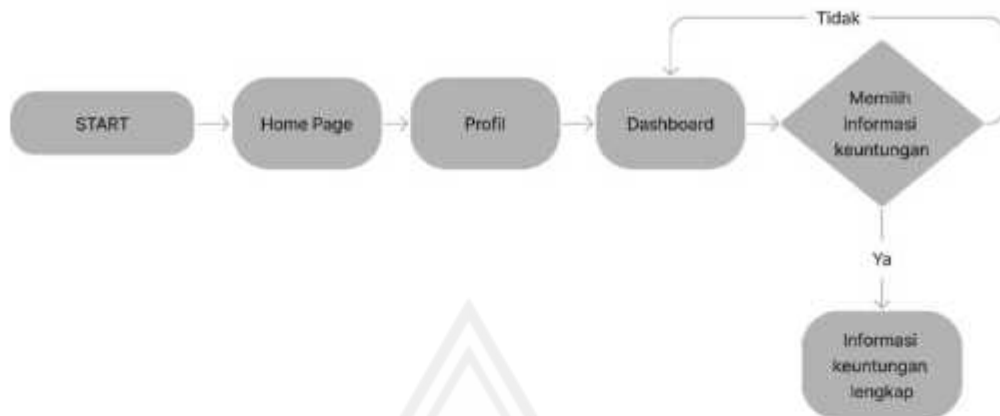 Tidak
START
Home Page
Profil
Dashboard
Memilih
informasi
keuntungan
Ya
Informasi
keuntungan
lengkap